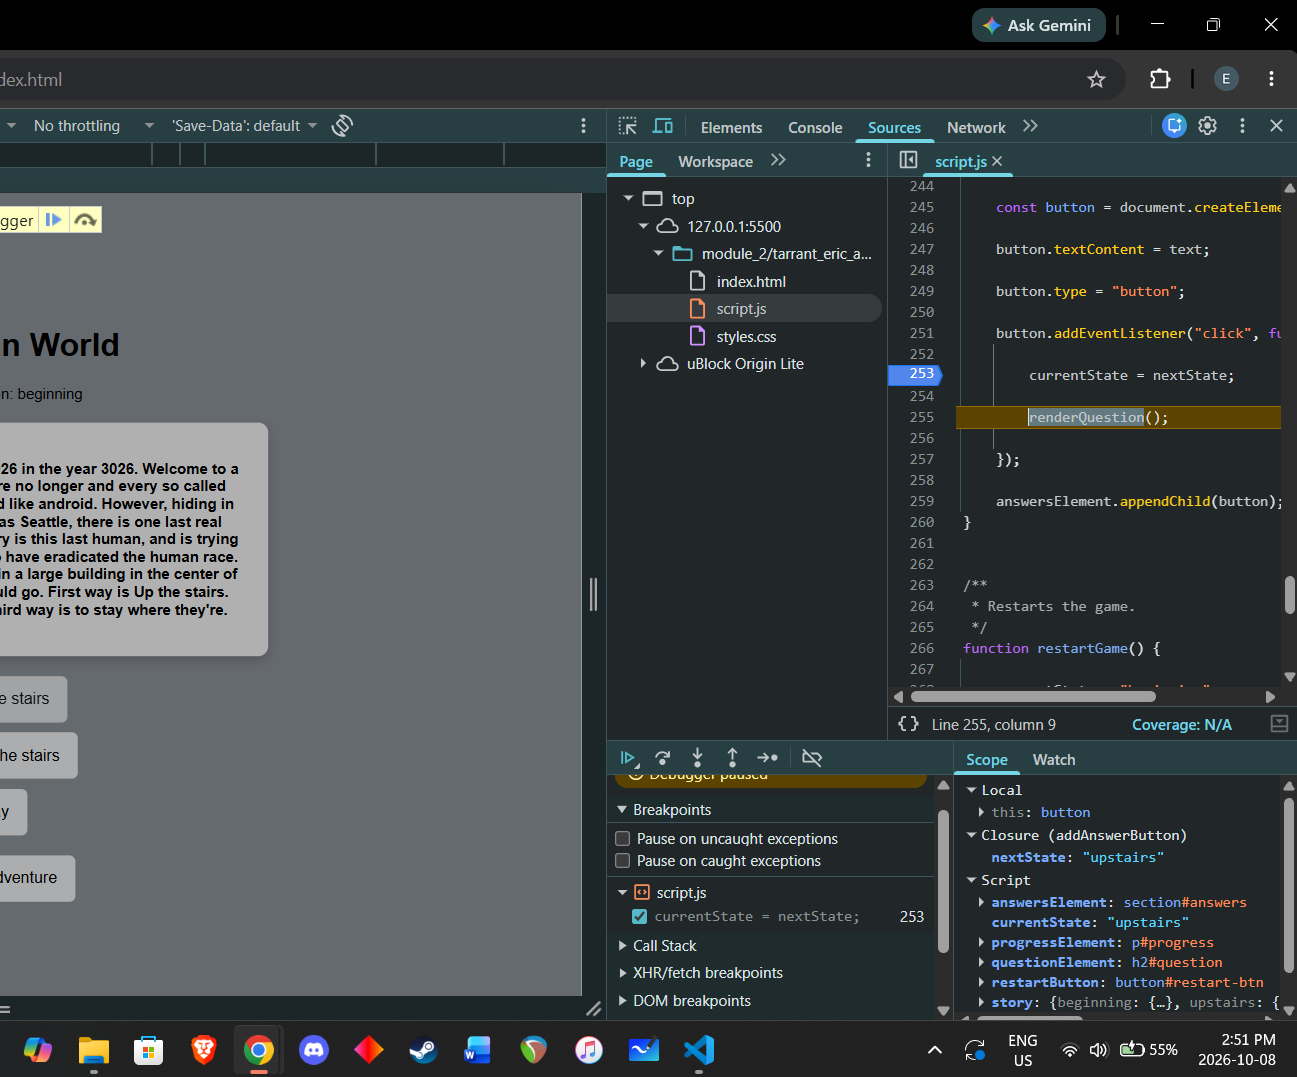 Ask Gemini
dex.html
E
No throttling
'Save-Data': default
Elements
Console
Sources
Network
Page
Workspace
script.js
top
127.0.0.1:5500
module_2/tarrant_eric_a...
index.html
script.js
styles.css
uBlock Origin Lite
gger
n World
n: beginning
26 in the year 3026. Welcome to a
re no longer and every so called
d like android. However, hiding in
as Seattle, there is one last real
ry is this last human, and is trying
o have eradicated the human race.
in a large building in the center of
uld go. First way is Up the stairs.
hird way is to stay where they're.
e stairs
he stairs
y
dventure
244
245 const button = document.createEleme
246
247 button.textContent = text;
248
249 button.type = "button";
250
251 button.addEventListener("click", fu
252
253 currentState = nextState;
254
255 renderQuestion();
256
257 });
258
259 answersElement.appendChild(button);
260 }
261
262
263 /**
264 * Restarts the game.
265 */
266 function restartGame() {
267
{} Line 255, column 9
Coverage: N/A
Debugger paused
Breakpoints
Pause on uncaught exceptions
Pause on caught exceptions
script.js
currentState = nextState; 253
Call Stack
XHR/fetch breakpoints
DOM breakpoints
Scope
Watch
Local
this: button
Closure (addAnswerButton)
nextState: "upstairs"
Script
answersElement: section#answers
currentState: "upstairs"
progressElement: p#progress
questionElement: h2#question
restartButton: button#restart-btn
story: {beginning: {…}, upstairs: {
W
ENG
US
55%
2:51 PM
2026-10-08